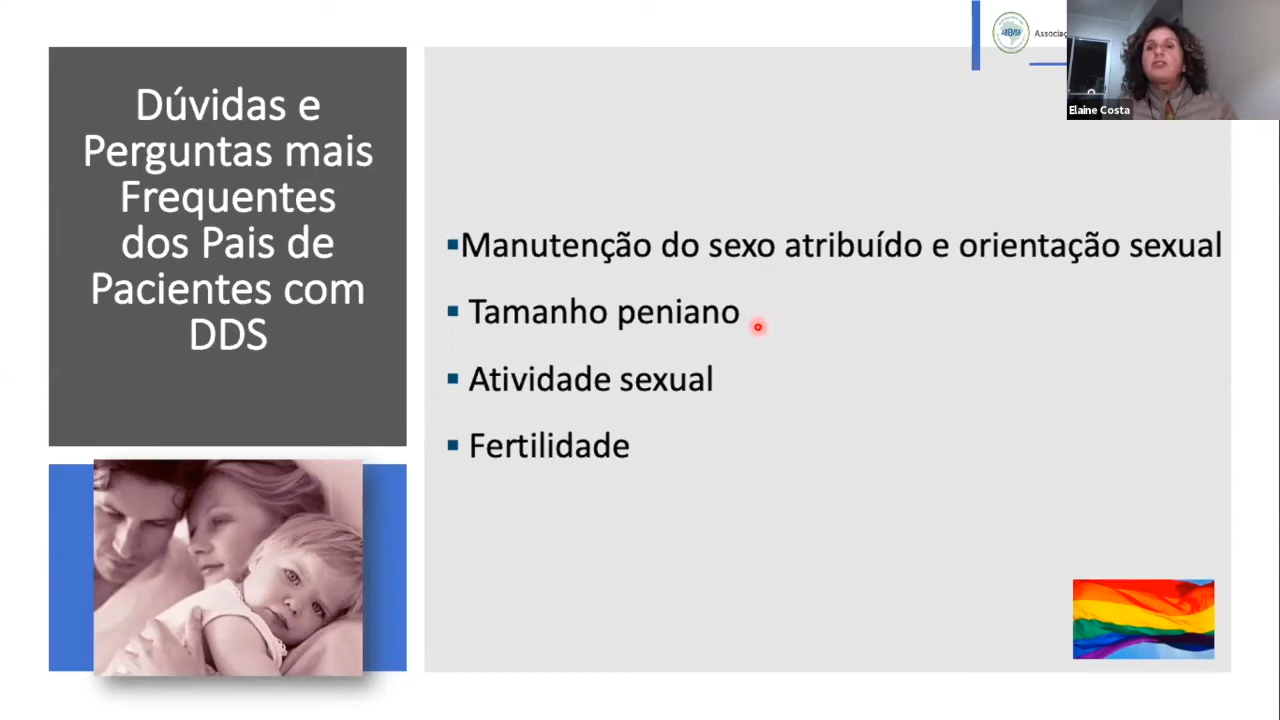 Dúvidas e
Perguntas mais
Frequentes
dos Pais de
Pacientes com
DDS
▪Manutenção do sexo atribuído e orientação sexual
▪ Tamanho peniano
▪ Atividade sexual
▪ Fertilidade
Elaine Costa